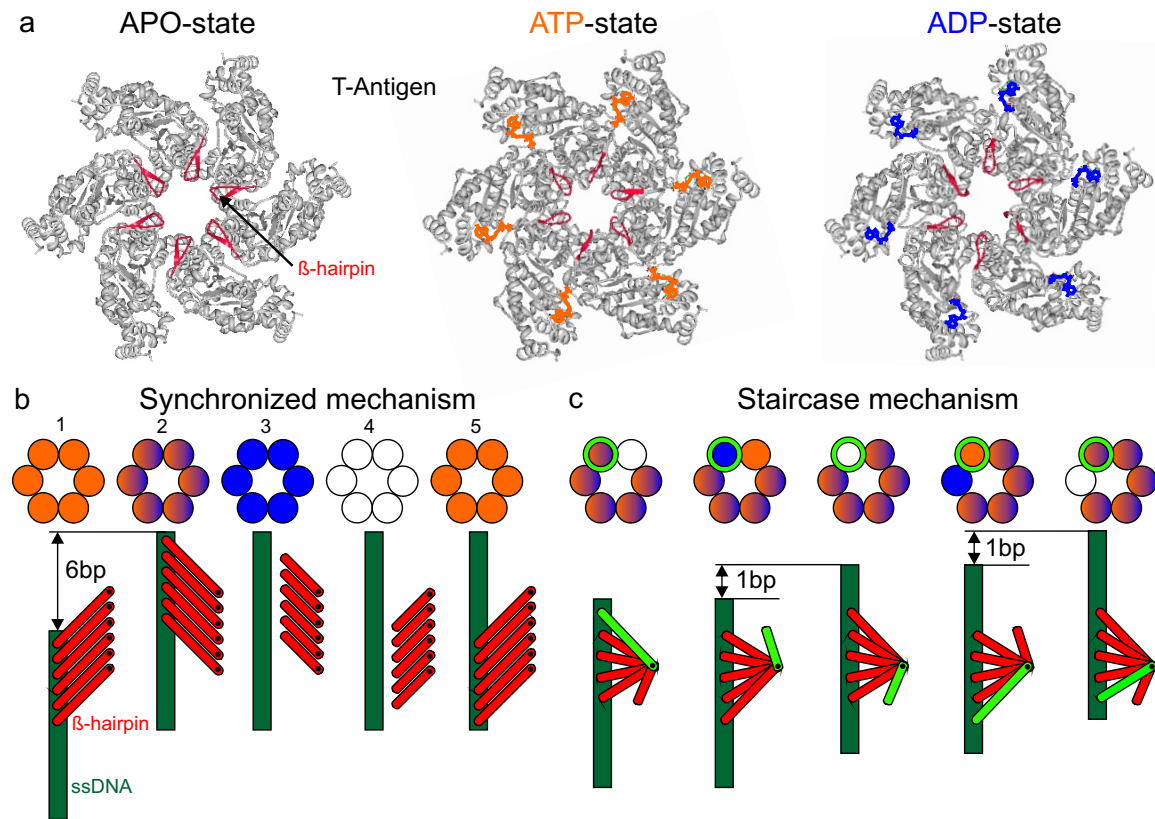 a
APO-state
ATP-state
ADP-state
T-Antigen
ß-hairpin
b
Synchronized mechanism
1
2
3
4
5
6bp
ß-hairpin
ssDNA
c
Staircase mechanism
1bp
1bp